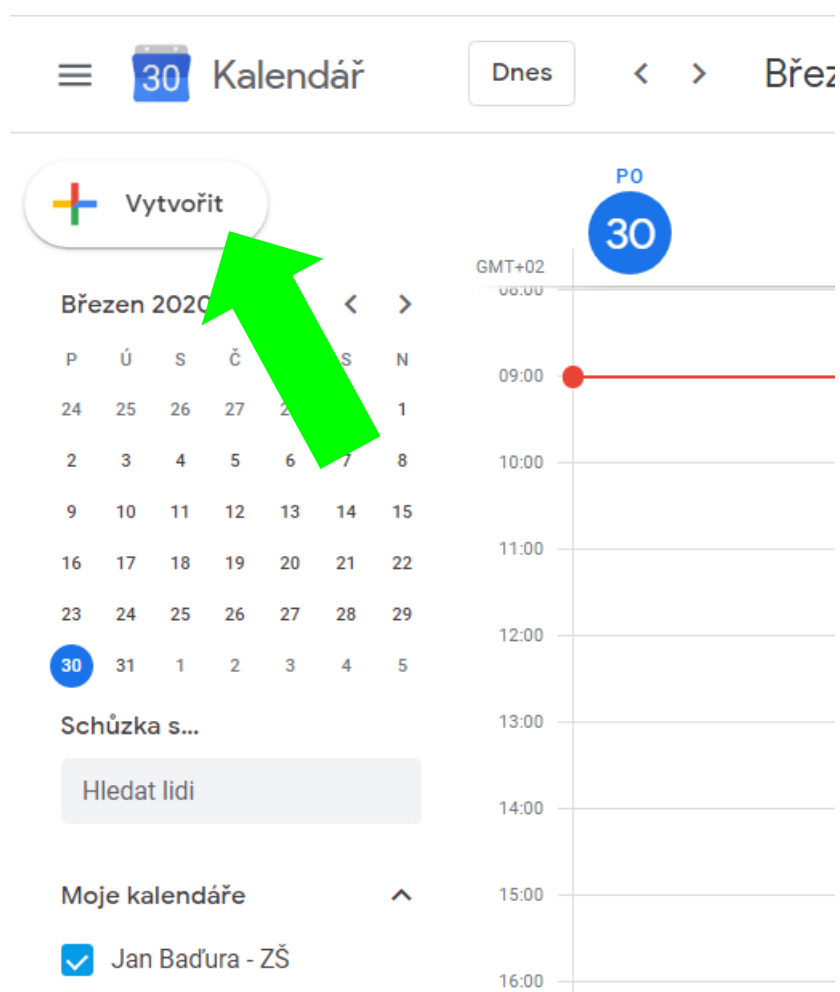 30 Kalendář Dnes Břez
Vytvořit
PO
30
GMT+02
Březen 2020
P Ú S Č S N
24 25 26 27 1
2 3 4 5 6 7 8
9 10 11 12 13 14 15
16 17 18 19 20 21 22
23 24 25 26 27 28 29
30 31 1 2 3 4 5
Schůzka s...
Hledat lidi
Moje kalendáře
Jan Baďura - ZŠ
08:00
09:00
10:00
11:00
12:00
13:00
14:00
15:00
16:00